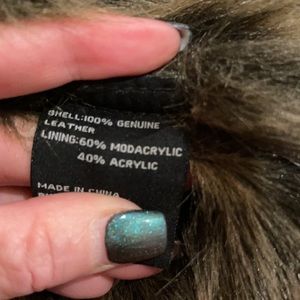 SHELL:100% GENUINE
LEATHER
LINING:60% MODACRYLIC
40% ACRYLIC
MADE IN CHINA